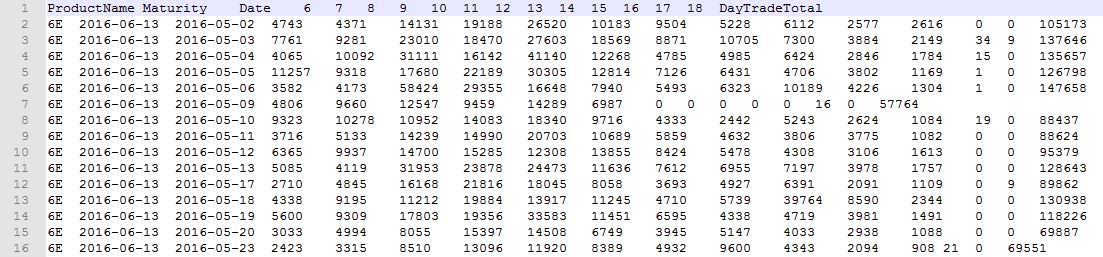 1 ProductName Maturity Date 6 7 8 9 10 11 12 13 14 15 16 17 18 DayTradeTotal
2 6E 2016-06-13 2016-05-02 4743 4371 14131 19188 26520 10183 9504 5228 6112 2577 2616 0 0 105173
3 6E 2016-06-13 2016-05-03 7761 9281 23010 18470 27603 18569 8871 10705 7300 3884 2149 34 9 137646
4 6E 2016-06-13 2016-05-04 4065 10092 31111 16142 41140 12268 4785 4985 6424 2846 1784 15 0 135657
5 6E 2016-06-13 2016-05-05 11257 9318 17680 22189 30305 12814 7126 6431 4706 3802 1169 1 0 126798
6 6E 2016-06-13 2016-05-06 3582 4173 58424 29355 16648 7940 5493 6323 10189 4226 1304 1 0 147658
7 6E 2016-06-13 2016-05-09 4806 9660 12547 9459 14289 6987 0 0 0 0 0 16 0 57764
8 6E 2016-06-13 2016-05-10 9323 10278 10952 14083 18340 9716 4333 2442 5243 2624 1084 19 0 88437
9 6E 2016-06-13 2016-05-11 3716 5133 14239 14990 20703 10689 5859 4632 3806 3775 1082 0 0 88624
10 6E 2016-06-13 2016-05-12 6365 9937 14700 15285 12308 13855 8424 5478 4308 3106 1613 0 0 95379
11 6E 2016-06-13 2016-05-13 5085 4119 31953 23878 24473 11636 7612 6955 7197 3978 1757 0 0 128643
12 6E 2016-06-13 2016-05-17 2710 4845 16168 21816 18045 8058 3693 4927 6391 2091 1109 0 9 89862
13 6E 2016-06-13 2016-05-18 4338 9195 11212 19884 13917 11245 4710 5739 39764 8590 2344 0 0 130938
14 6E 2016-06-13 2016-05-19 5600 9309 17803 19356 33583 11451 6595 4338 4719 3981 1491 0 0 118226
15 6E 2016-06-13 2016-05-20 3033 4994 8055 15397 14508 6749 3945 5147 4033 2938 1088 0 0 69887
16 6E 2016-06-13 2016-05-23 2423 3315 8510 13096 11920 8389 4932 9600 4343 2094 908 21 0 69551